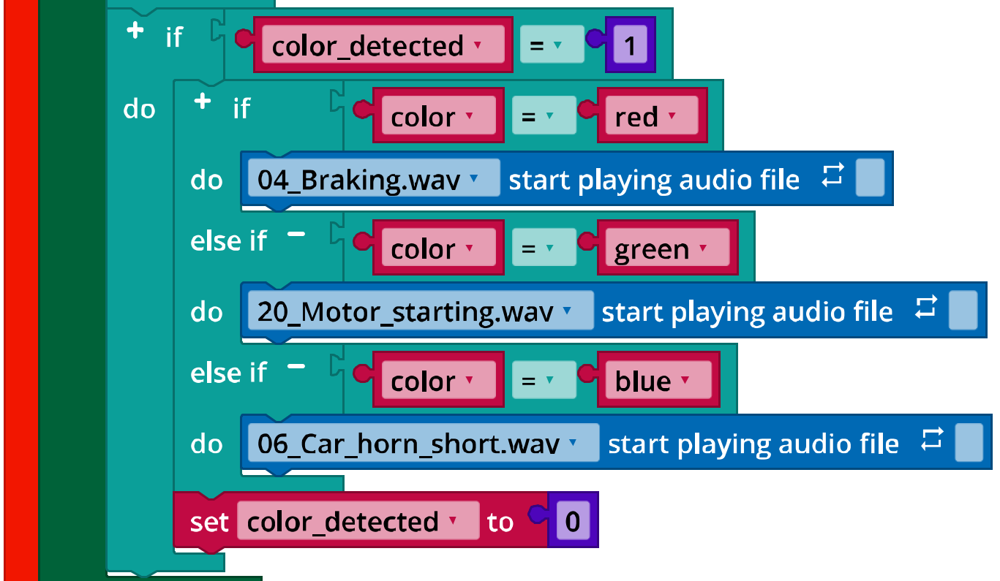 + if color_detected = 1
do + if color = red
do 04_Braking.wav start playing audio file
else if − color = green
do 20_Motor_starting.wav start playing audio file
else if − color = blue
do 06_Car_horn_short.wav start playing audio file
set color_detected to 0